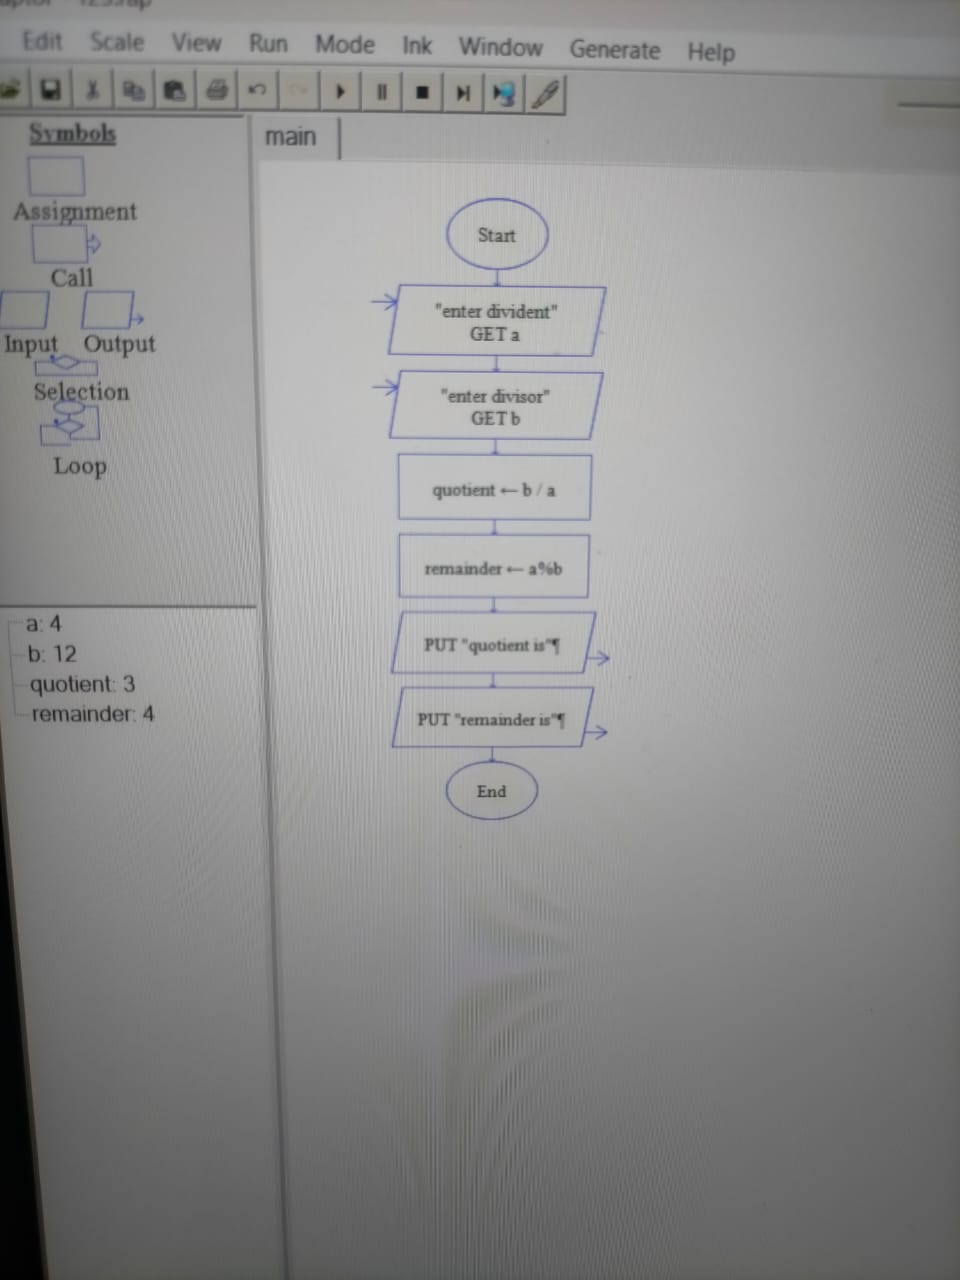 Edit Scale View Run Mode Ink Window Generate Help
Symbols
Assignment
Call
Input Output
Selection
Loop
main
Start
"enter divident"
GET a
"enter divisor"
GET b
quotient ← b / a
remainder ← a%b
PUT "quotient is"¶
PUT "remainder is"¶
End
a: 4
b: 12
quotient: 3
remainder: 4